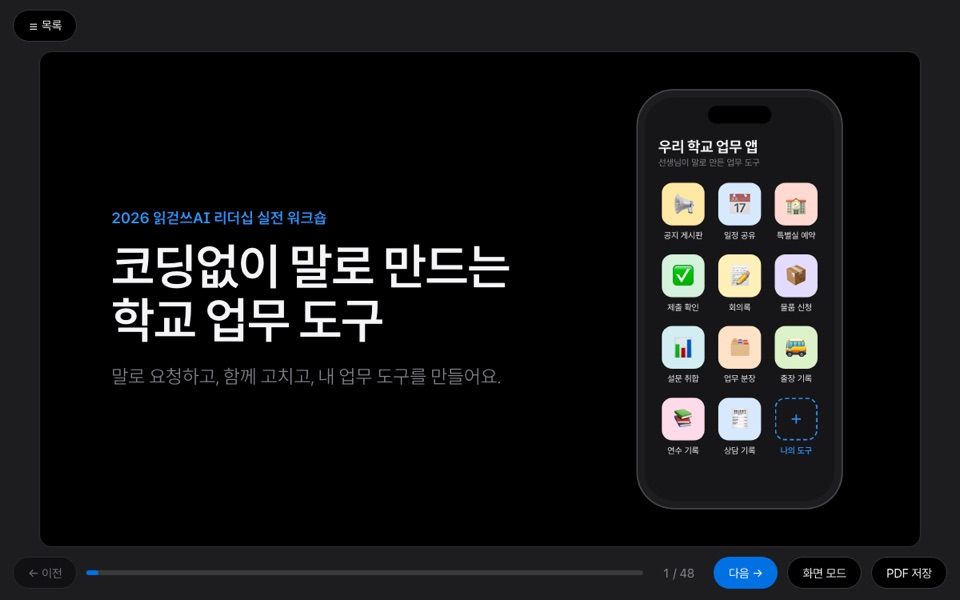 ≡ 목록
2026 읽걷쓰AI 리더십 실전 워크숍
코딩없이 말로 만드는
학교 업무 도구
말로 요청하고, 함께 고치고, 내 업무 도구를 만들어요.
우리 학교 업무 앱
선생님이 말로 만든 업무 도구
17
공지 게시판 일정 공유 특별실 예약
제출 확인 회의록 물품 신청
설문 취합 업무 분장 출장 기록
+
연수 기록 상담 기록 나의 도구
← 이전
1 / 48
다음 →
화면 모드
PDF 저장